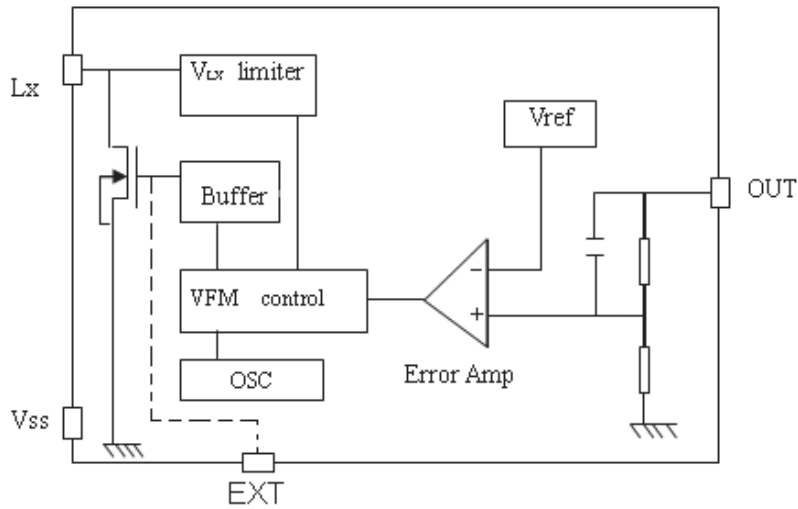 Lx
VLX limiter
Vref
Buffer
OUT
VFM control
−
+
OSC
Error Amp
Vss
EXT